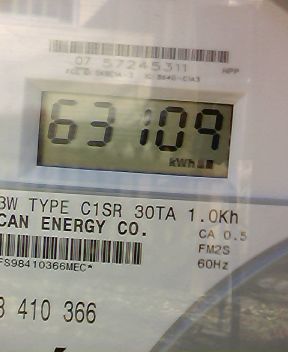 07 57245311 NPP
63109
kWh
3W TYPE C1SR 30TA 1.0Kh
CAN ENERGY CO.
CA 0.5
FM2S
60Hz
FS98410366MEC*
410 366